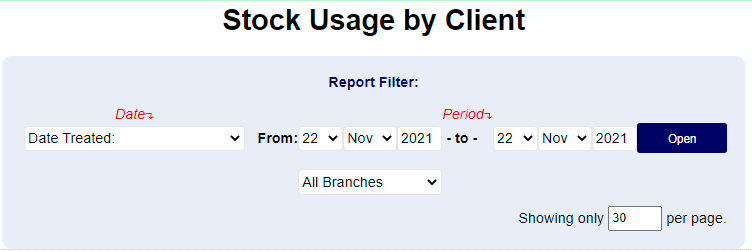 Stock Usage by Client
Report Filter:
Date Period
Date Treated: From: 22 Nov 2021 - to - 22 Nov 2021 Open
All Branches
Showing only 30 per page.